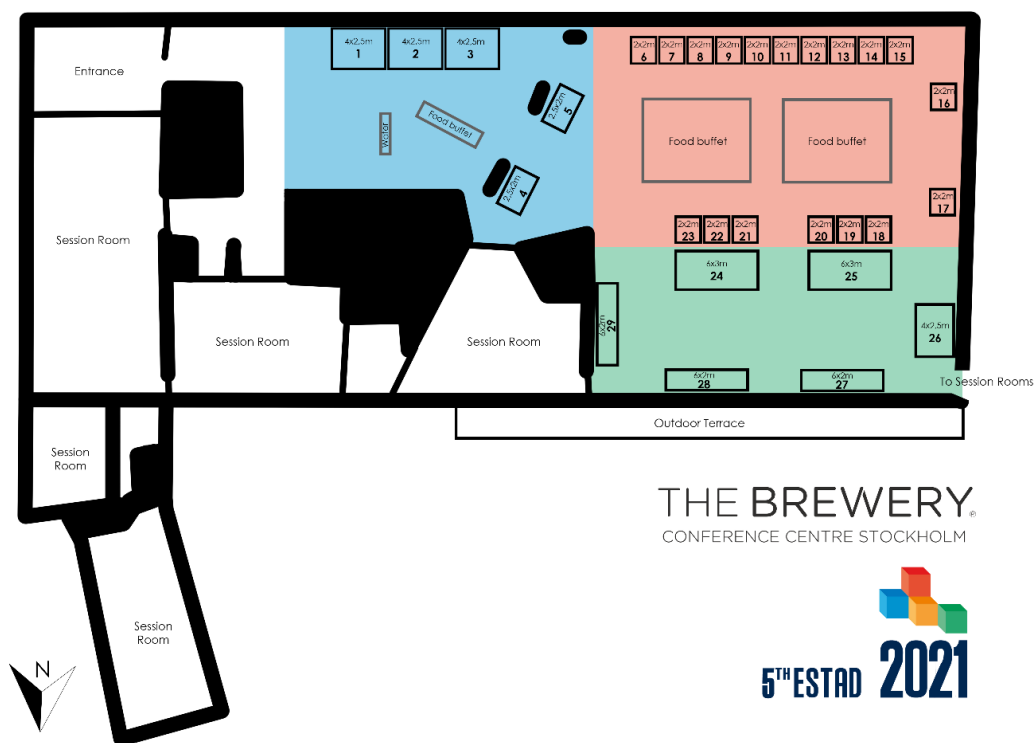 Entrance
4x2,5m
1
4x2,5m
2
4x2,5m
3
2x2m
6
2x2m
7
2x2m
8
2x2m
9
2x2m
10
2x2m
11
2x2m
12
2x2m
13
2x2m
14
2x2m
15
2x2m
16
2,5x2m
5
Water
Food buffet
Food buffet
Food buffet
2,5x2m
4
2x2m
17
2x2m
23
2x2m
22
2x2m
21
2x2m
20
2x2m
19
2x2m
18
Session Room
6x3m
24
6x3m
25
6x2m
29
4x2,5m
26
Session Room
Session Room
6x2m
28
6x2m
27
To Session Rooms
Outdoor Terrace
Session
Room
THE BREWERY®
CONFERENCE CENTRE STOCKHOLM
Session
Room
N
5TH ESTAD 2021